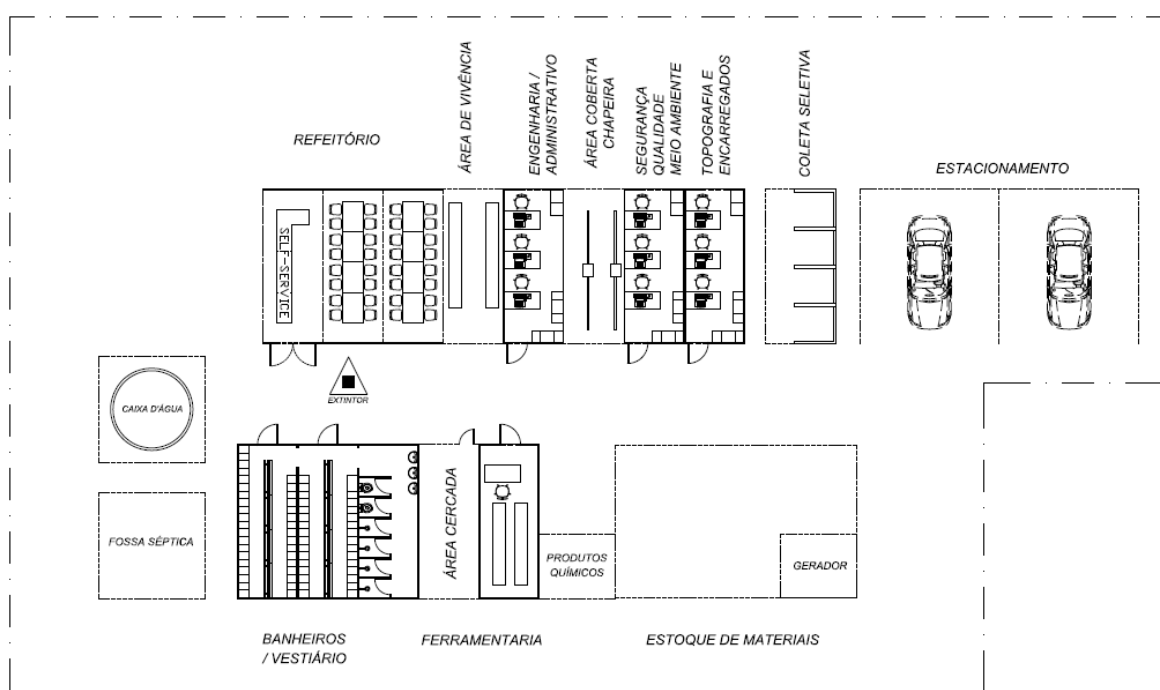 REFEITÓRIO
ÁREA DE VIVÊNCIA
ENGENHARIA /
ADMINISTRATIVO
ÁREA COBERTA
CHAPEIRA
SEGURANÇA
QUALIDADE
MEIO AMBIENTE
TOPOGRAFIA E
ENCARREGADOS
COLETA SELETIVA
ESTACIONAMENTO
SELF-SERVICE
EXTINTOR
CAIXA D'ÁGUA
FOSSA SÉPTICA
ÁREA CERCADA
PRODUTOS
QUÍMICOS
GERADOR
BANHEIROS
/ VESTIÁRIO
FERRAMENTARIA
ESTOQUE DE MATERIAIS